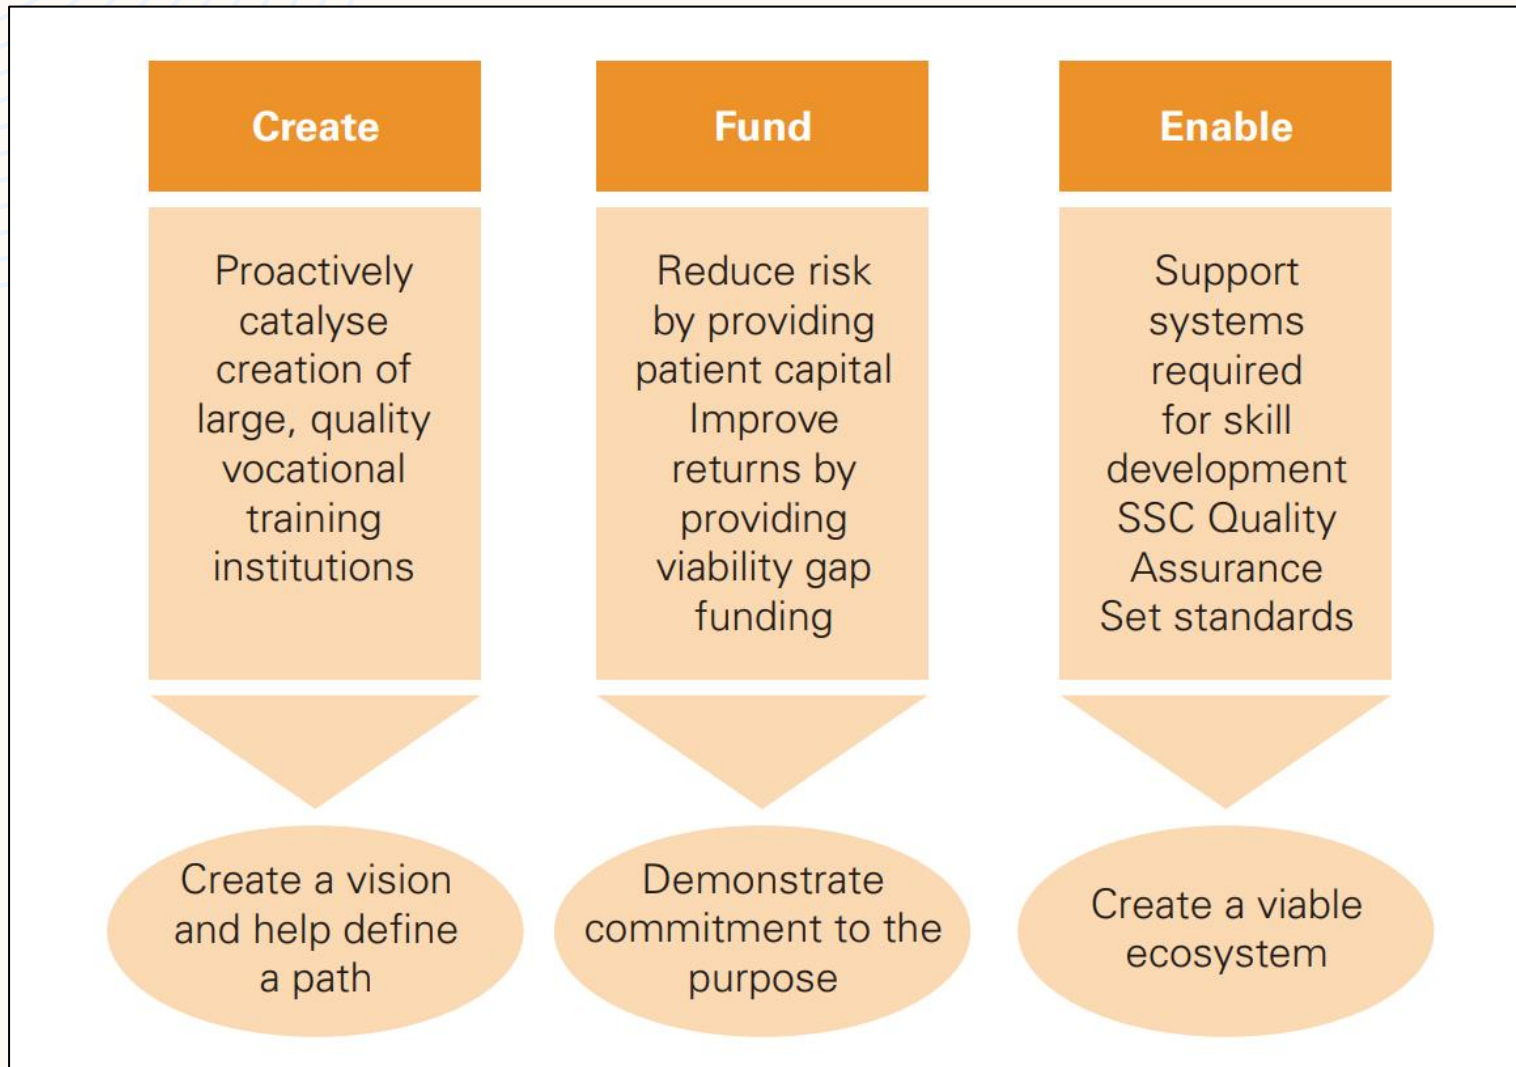 Create
Proactively
catalyse
creation of
large, quality
vocational
training
institutions
Create a vision
and help define
a path
Fund
Reduce risk
by providing
patient capital
Improve
returns by
providing
viability gap
funding
Demonstrate
commitment to the
purpose
Enable
Support
systems
required
for skill
development
SSC Quality
Assurance
Set standards
Create a viable
ecosystem